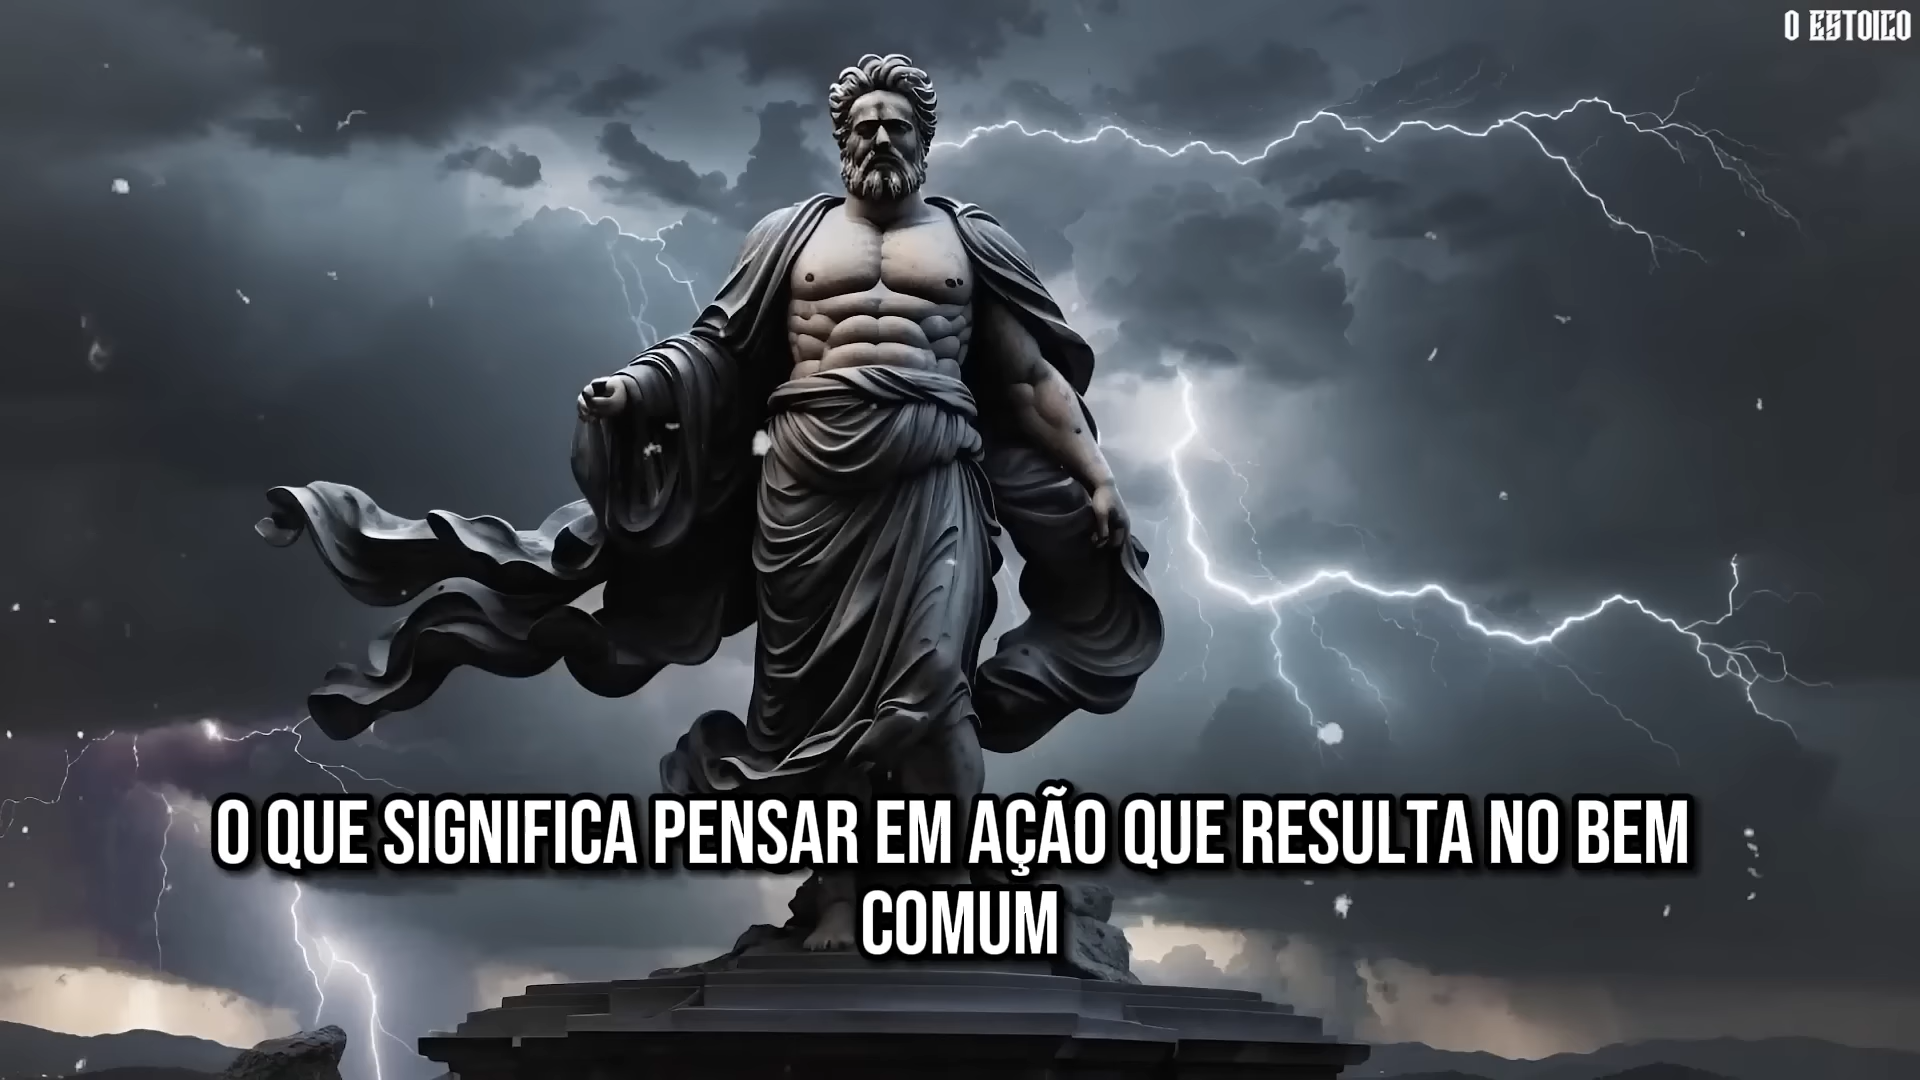 O ESTOICO
O QUE SIGNIFICA PENSAR EM AÇÃO QUE RESULTA NO BEM
COMUM